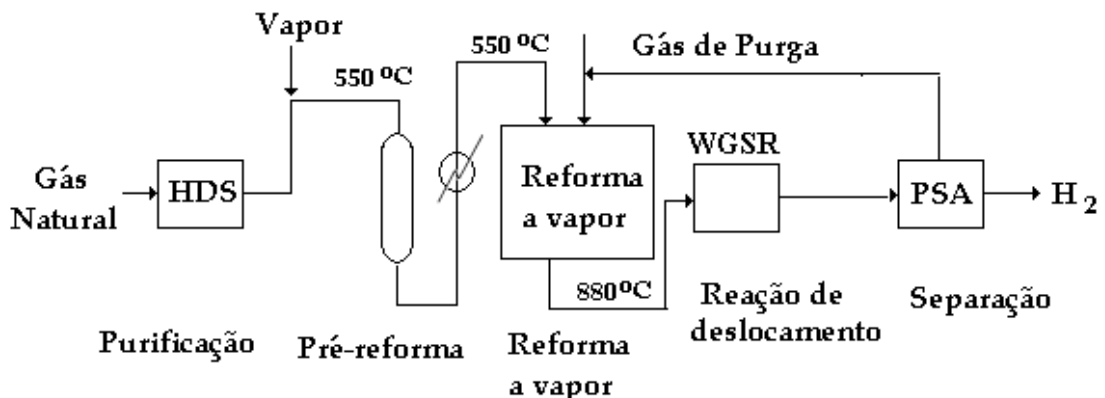 Vapor
550 ºC
550 ºC
Gás de Purga
Gás
Natural
HDS
Reforma
a vapor
WGSR
PSA
H2
880ºC
Purificação
Pré-reforma
Reforma
a vapor
Reação de
deslocamento
Separação